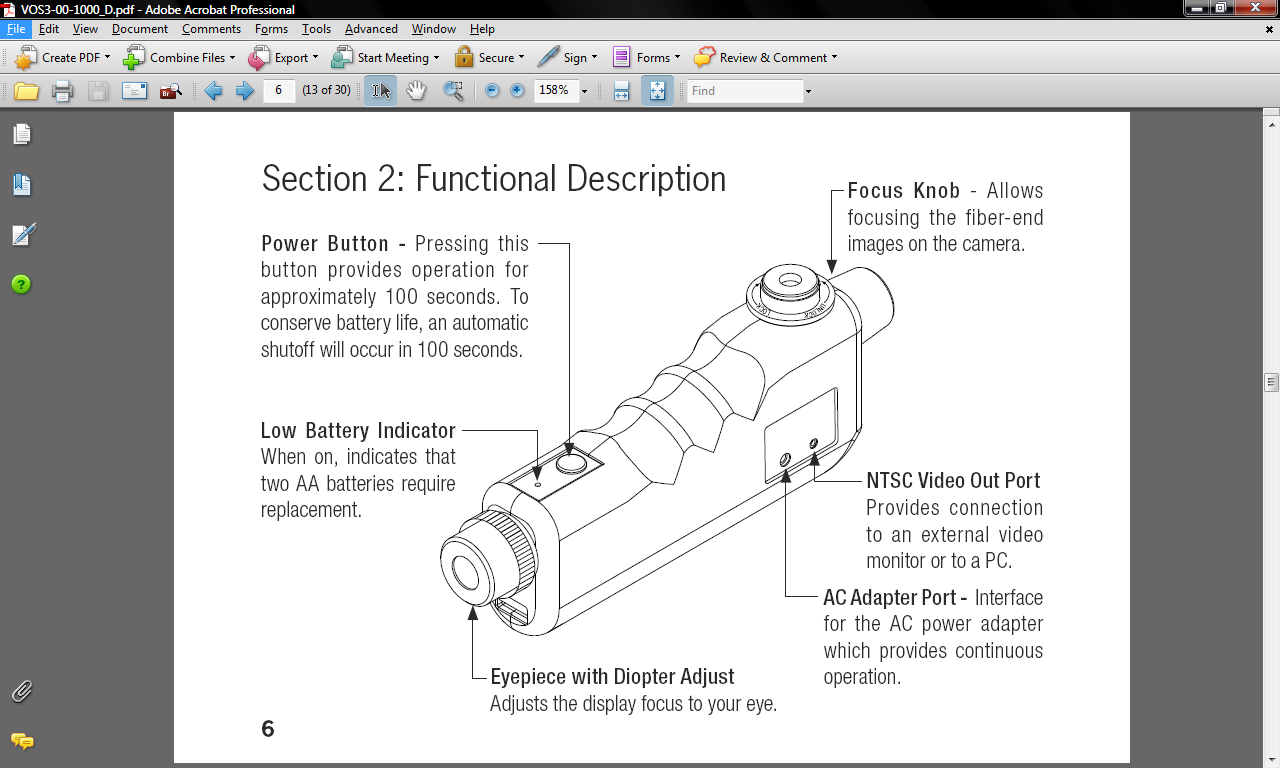 VOS3-00-1000_D.pdf - Adobe Acrobat Professional
File Edit View Document Comments Forms Tools Advanced Window Help
Create PDF Combine Files Export Start Meeting Secure Sign Forms Review & Comment
Br 6 (13 of 30) 158% Find
Section 2: Functional Description
Power Button - Pressing this
button provides operation for
approximately 100 seconds. To
conserve battery life, an automatic
shutoff will occur in 100 seconds.
Focus Knob - Allows
focusing the fiber-end
images on the camera.
LOCK UNLOCK
Low Battery Indicator
When on, indicates that
two AA batteries require
replacement.
NTSC Video Out Port
Provides connection
to an external video
monitor or to a PC.
AC Adapter Port - Interface
for the AC power adapter
which provides continuous
operation.
Eyepiece with Diopter Adjust
Adjusts the display focus to your eye.
6